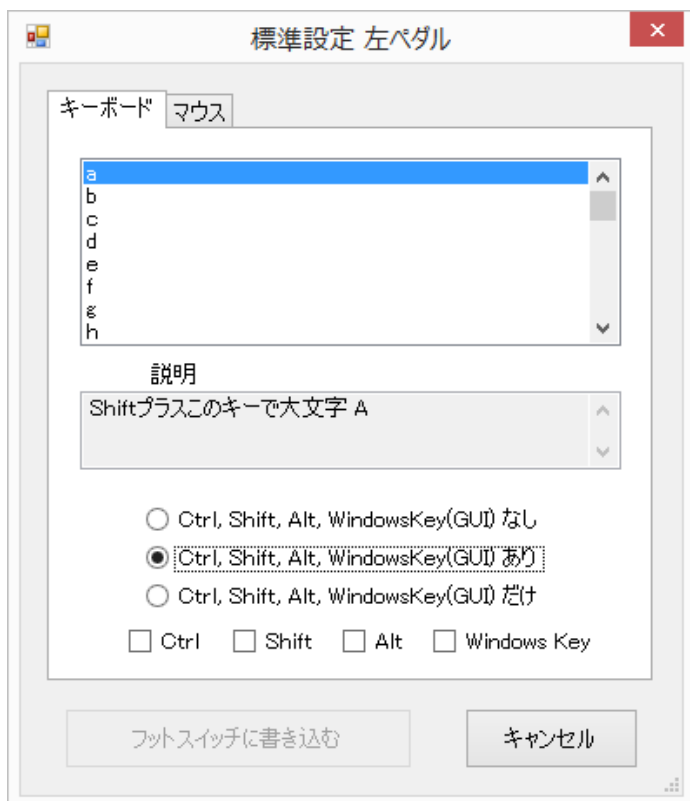 標準設定 左ペダル
キーボード マウス
a
b
c
d
e
f
g
h
説明
Shiftプラスこのキーで大文字 A
Ctrl, Shift, Alt, WindowsKey(GUI) なし
Ctrl, Shift, Alt, WindowsKey(GUI) あり
Ctrl, Shift, Alt, WindowsKey(GUI) だけ
Ctrl Shift Alt Windows Key
フットスイッチに書き込む キャンセル